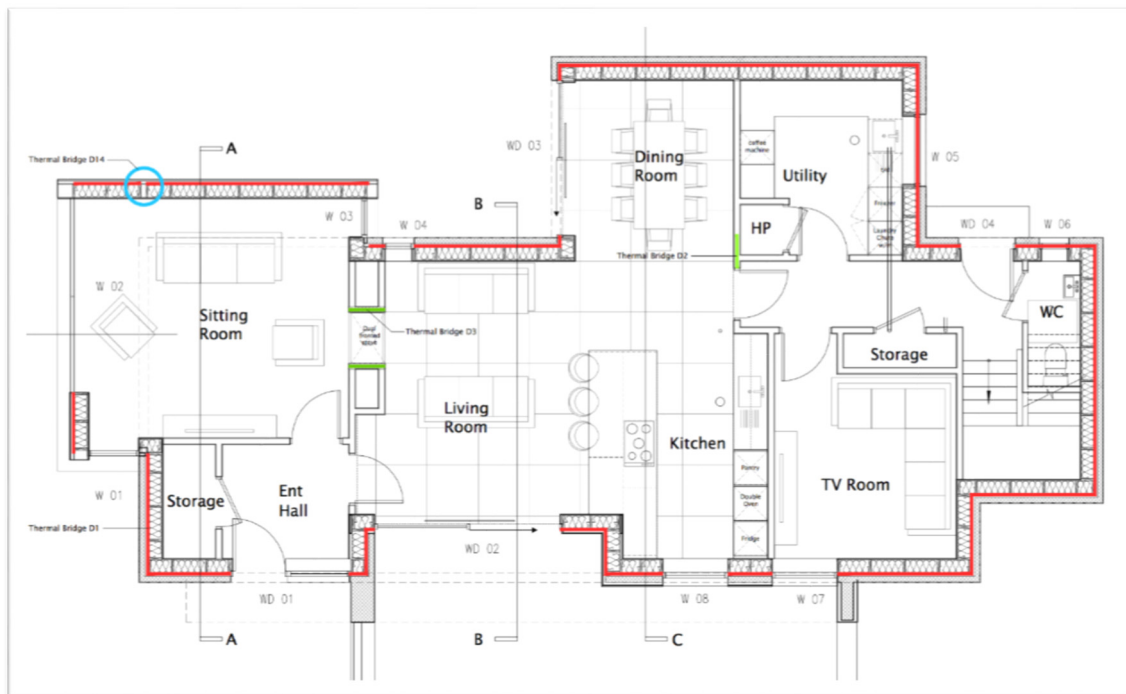 Thermal Bridge D14
A
WD 03
Dining
Room
coffee
machine
Utility
W 05
B
W 03
W 04
HP
Freezer
Thermal Bridge D2
WD 04
W 06
W 02
Sitting
Room
Thermal Bridge D3
Dual
fronted
WC
Storage
Living
Room
Kitchen
W 01
Storage
Ent
Hall
TV Room
Pantry
Double
Oven
Fridge
Thermal Bridge D1
WD 02
WD 01
W 08
W 07
A
B
C